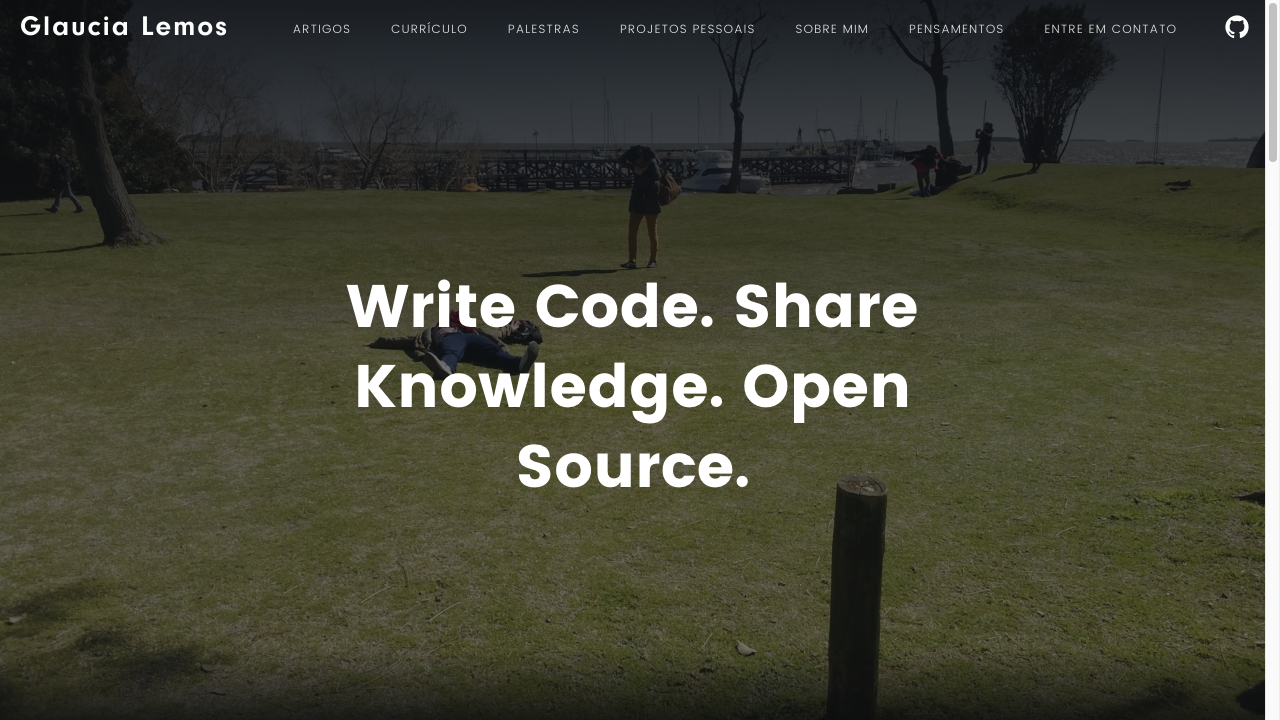 Glaucia Lemos
ARTIGOS
CURRÍCULO
PALESTRAS
PROJETOS PESSOAIS
SOBRE MIM
PENSAMENTOS
ENTRE EM CONTATO
Write Code. Share
Knowledge. Open
Source.